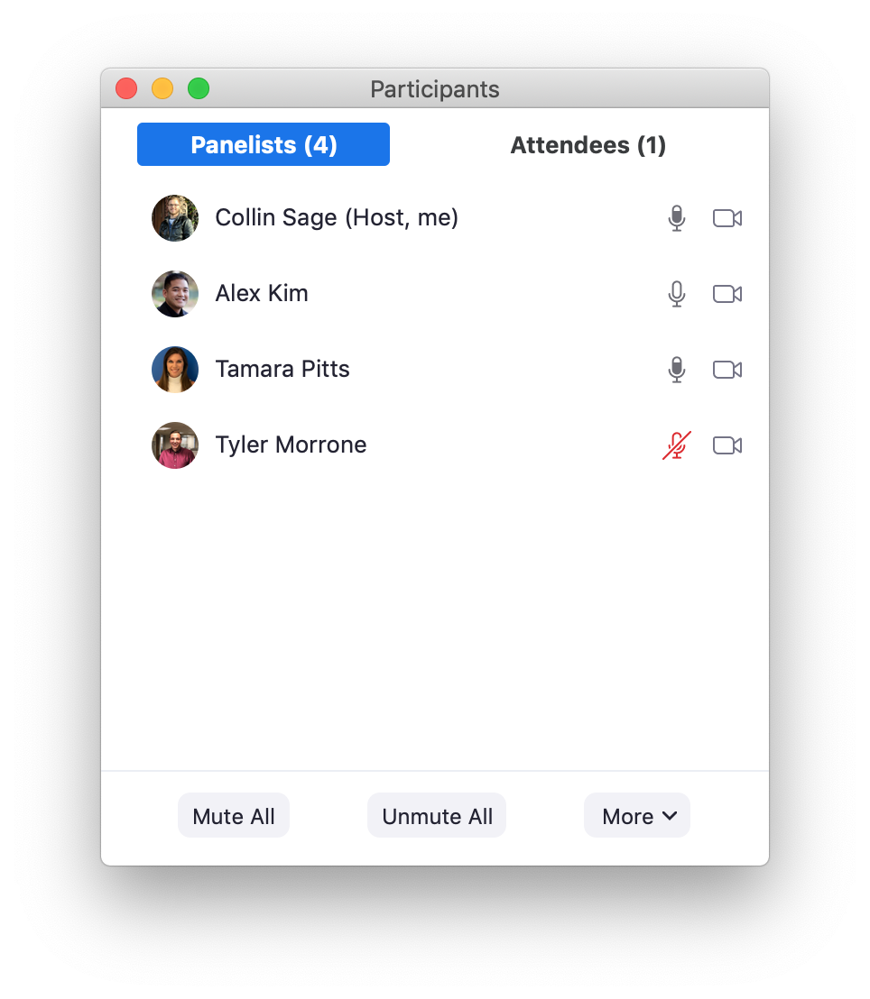 Participants
Panelists (4) Attendees (1)
Collin Sage (Host, me)
Alex Kim
Tamara Pitts
Tyler Morrone
Mute All Unmute All More